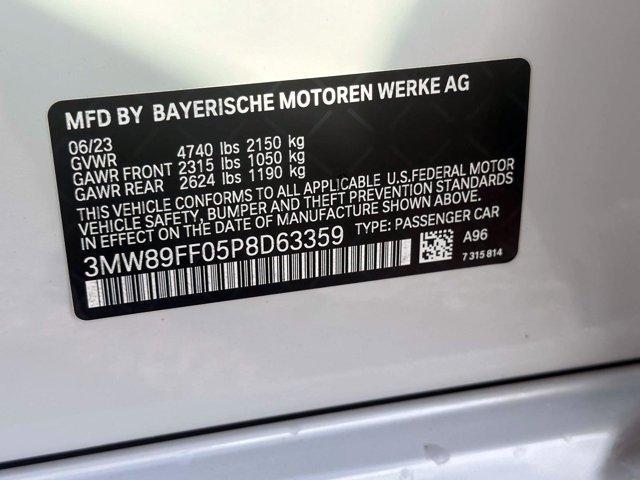 MFD BY BAYERISCHE MOTOREN WERKE AG
06/23
GVWR 4740 lbs 2150 kg
GAWR FRONT 2315 lbs 1050 kg
GAWR REAR 2624 lbs 1190 kg
THIS VEHICLE CONFORMS TO ALL APPLICABLE U.S.FEDERAL MOTOR
VEHICLE SAFETY, BUMPER AND THEFT PREVENTION STANDARDS
IN EFFECT ON THE DATE OF MANUFACTURE SHOWN ABOVE.
3MW89FF05P8D63359 TYPE: PASSENGER CAR
A96
7 315 814